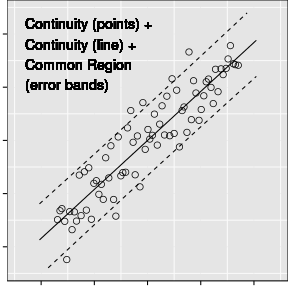 Continuity (points) +
Continuity (line) +
Common Region
(error bands)